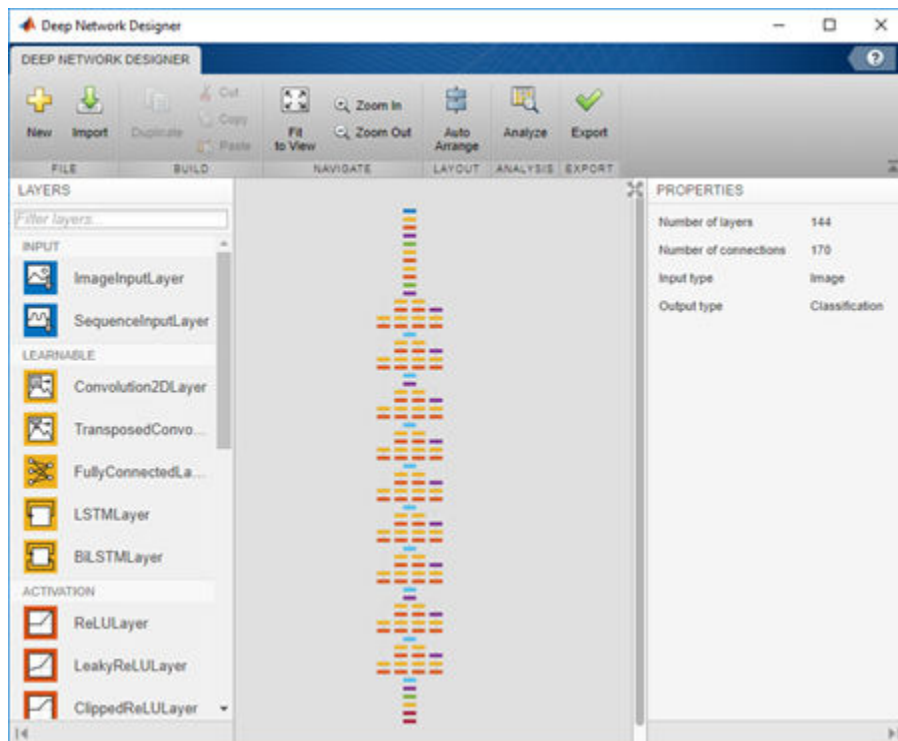 Deep Network Designer
DEEP NETWORK DESIGNER
?
New
Import
Duplicate
Cut
Copy
Paste
Fit
to View
Zoom In
Zoom Out
Auto
Arrange
Analyze
Export
FILE
BUILD
NAVIGATE
LAYOUT
ANALYSIS
EXPORT
LAYERS
Filter layers...
INPUT
ImageInputLayer
SequenceInputLayer
LEARNABLE
Convolution2DLayer
TransposedConvo...
FullyConnectedLa...
LSTMLayer
BiLSTMLayer
ACTIVATION
ReLULayer
LeakyReLULayer
ClippedReLULayer
PROPERTIES
Number of layers 144
Number of connections 170
Input type Image
Output type Classification